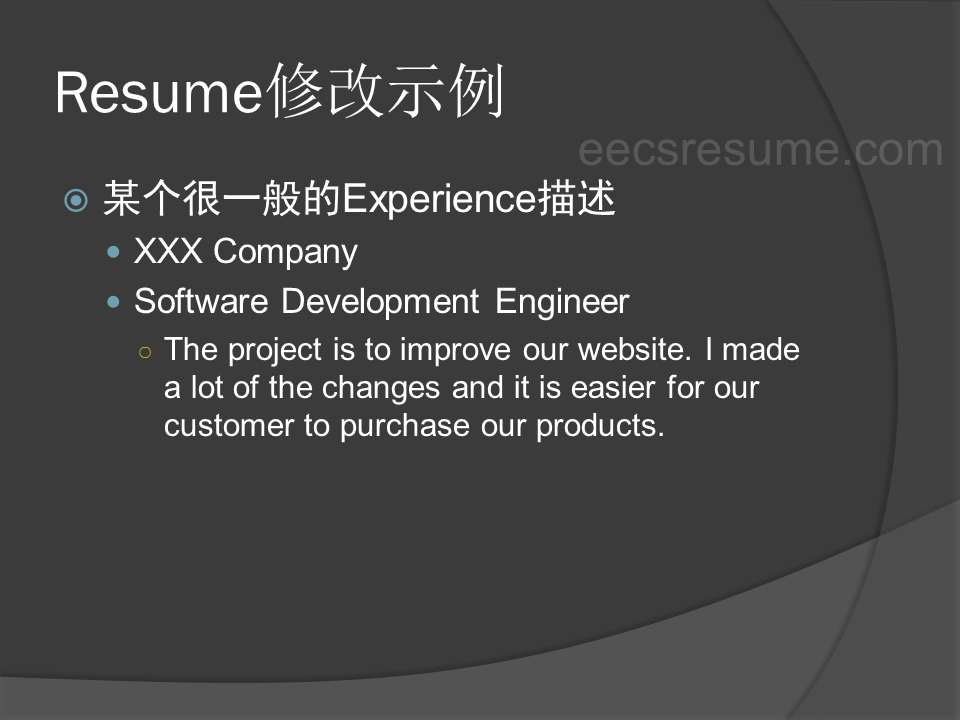 Resume修改示例
eecsresume.com
某个很一般的Experience描述
XXX Company
Software Development Engineer
The project is to improve our website. I made
a lot of the changes and it is easier for our
customer to purchase our products.